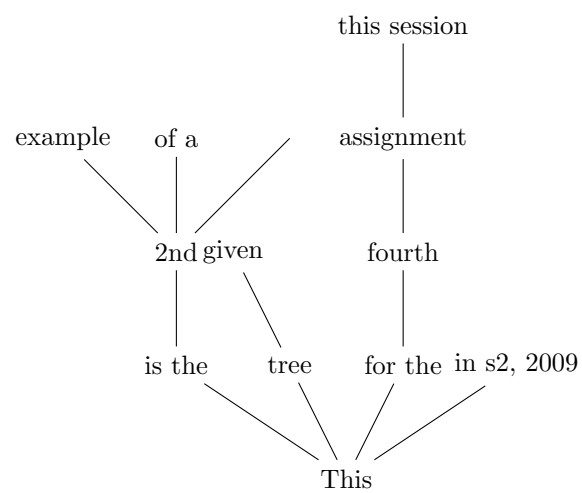 this session
example of a assignment
2nd given fourth
is the tree for the in s2, 2009
This